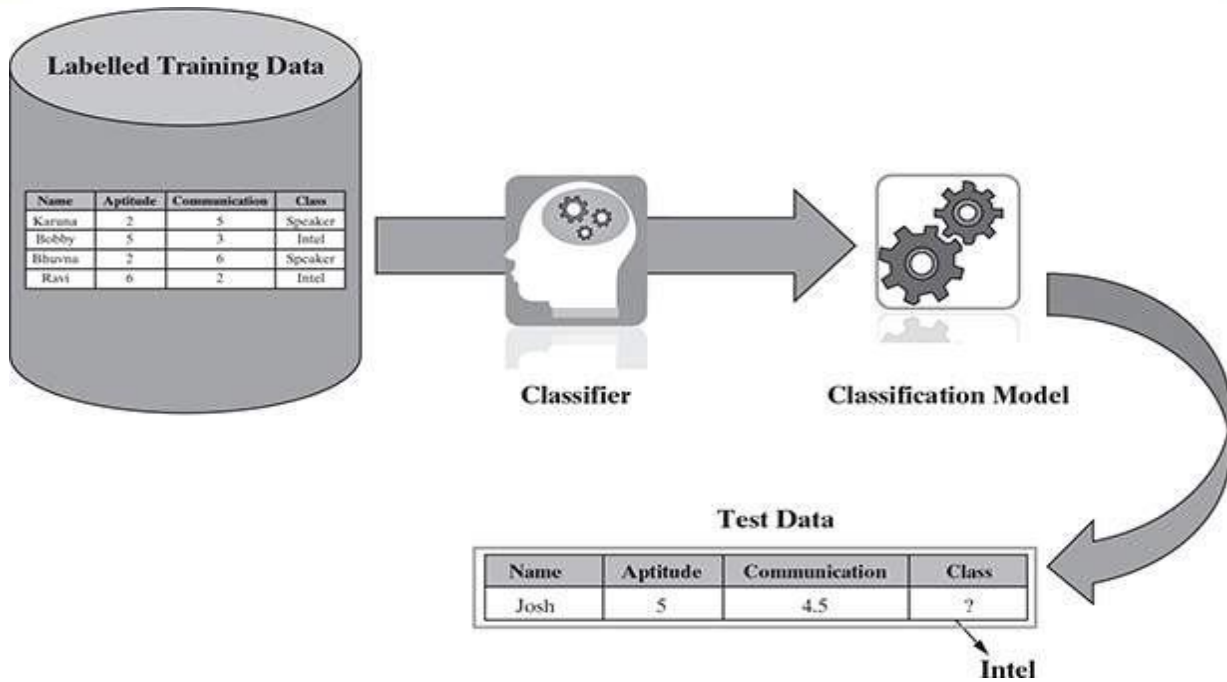 Labelled Training Data
Name Aptitude Communication Class
Karuna 2 5 Speaker
Bobby 5 3 Intel
Bhuvna 2 6 Speaker
Ravi 6 2 Intel
Classifier
Classification Model
Test Data
Name Aptitude Communication Class
Josh 5 4.5 ?
Intel